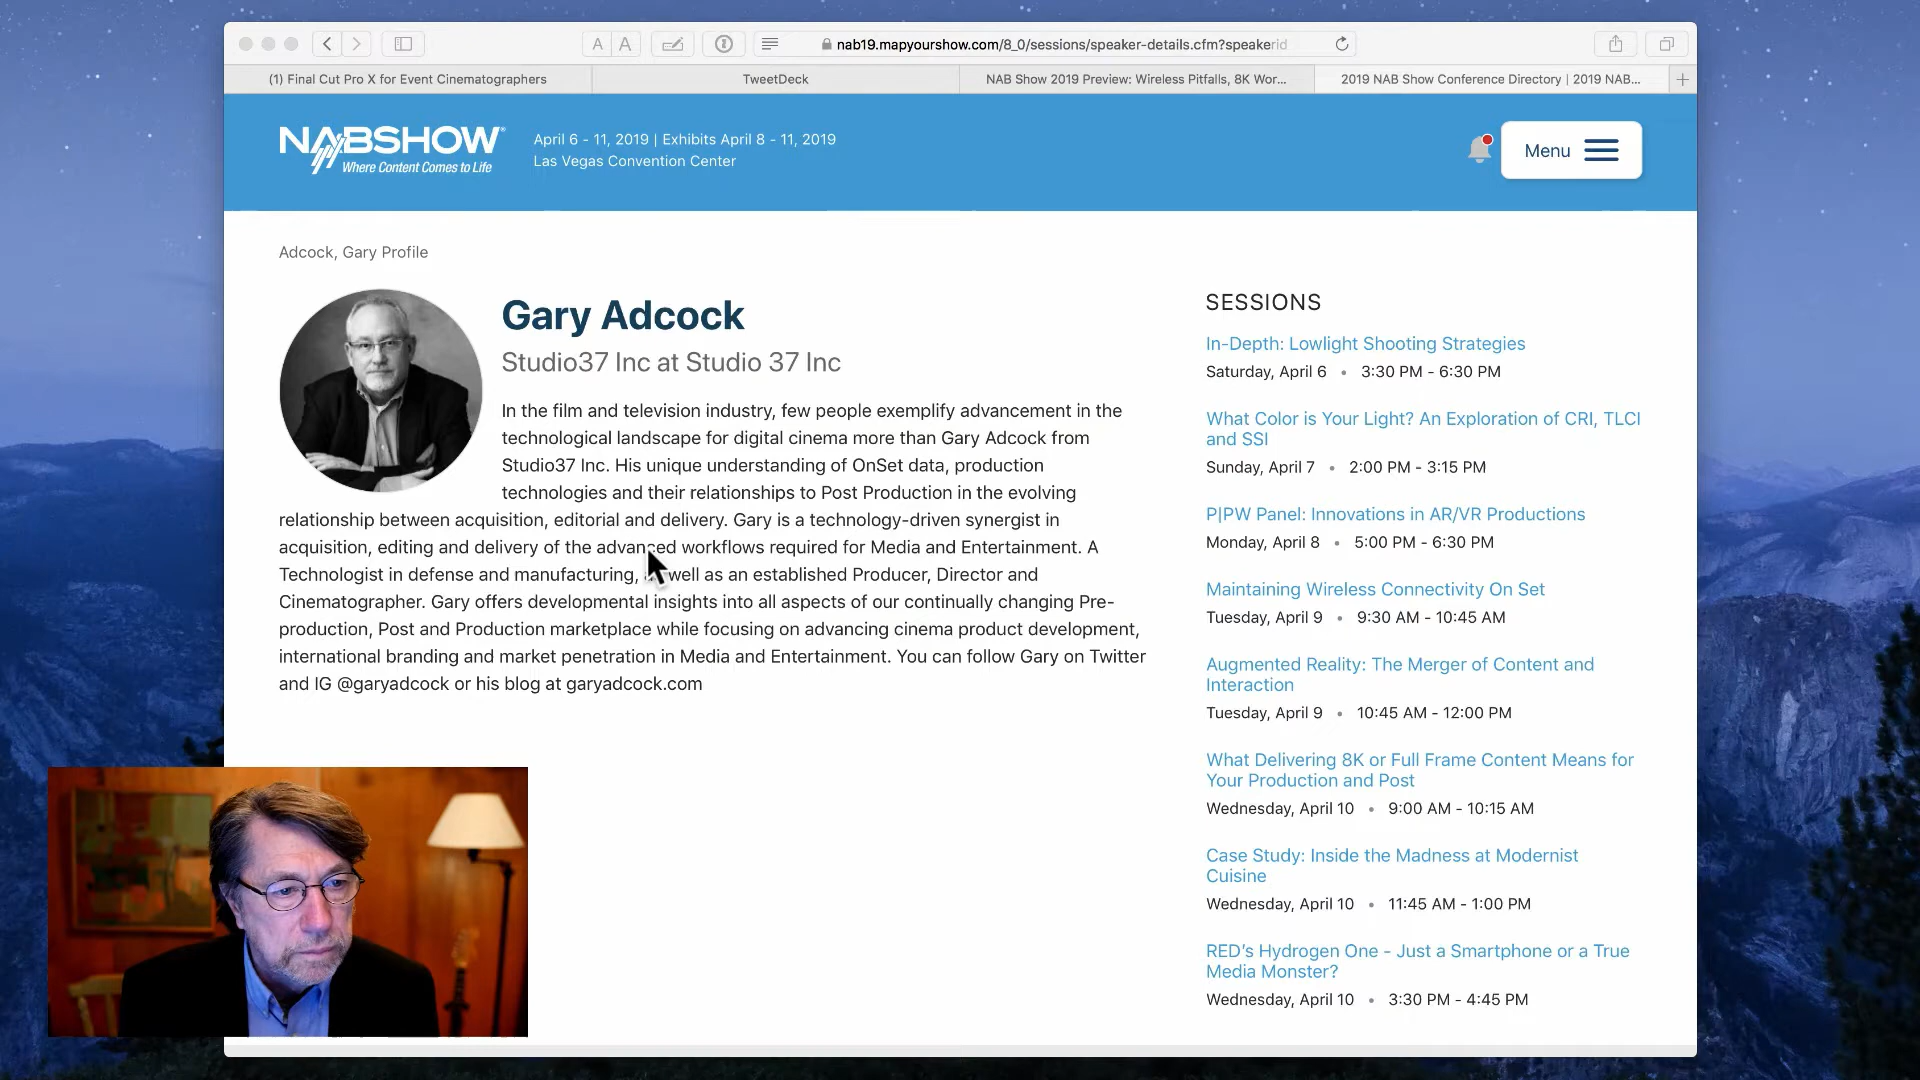 A A
nab19.mapyourshow.com/8_0/sessions/speaker-details.cfm?speakerid
(1) Final Cut Pro X for Event Cinematographers
TweetDeck
NAB Show 2019 Preview: Wireless Pitfalls, 8K Wor...
2019 NAB Show Conference Directory | 2019 NAB...
NABSHOW
Where Content Comes to Life
April 6 - 11, 2019 | Exhibits April 8 - 11, 2019
Las Vegas Convention Center
Menu
Adcock, Gary Profile
Gary Adcock
Studio37 Inc at Studio 37 Inc
In the film and television industry, few people exemplify advancement in the
technological landscape for digital cinema more than Gary Adcock from
Studio37 Inc. His unique understanding of OnSet data, production
technologies and their relationships to Post Production in the evolving
relationship between acquisition, editorial and delivery. Gary is a technology-driven synergist in
acquisition, editing and delivery of the advanced workflows required for Media and Entertainment. A
Technologist in defense and manufacturing, well as an established Producer, Director and
Cinematographer. Gary offers developmental insights into all aspects of our continually changing Pre-
production, Post and Production marketplace while focusing on advancing cinema product development,
international branding and market penetration in Media and Entertainment. You can follow Gary on Twitter
and IG @garyadcock or his blog at garyadcock.com
SESSIONS
In-Depth: Lowlight Shooting Strategies
Saturday, April 6 • 3:30 PM - 6:30 PM
What Color is Your Light? An Exploration of CRI, TLCI
and SSI
Sunday, April 7 • 2:00 PM - 3:15 PM
P|PW Panel: Innovations in AR/VR Productions
Monday, April 8 • 5:00 PM - 6:30 PM
Maintaining Wireless Connectivity On Set
Tuesday, April 9 • 9:30 AM - 10:45 AM
Augmented Reality: The Merger of Content and
Interaction
Tuesday, April 9 • 10:45 AM - 12:00 PM
What Delivering 8K or Full Frame Content Means for
Your Production and Post
Wednesday, April 10 • 9:00 AM - 10:15 AM
Case Study: Inside the Madness at Modernist
Cuisine
Wednesday, April 10 • 11:45 AM - 1:00 PM
RED's Hydrogen One - Just a Smartphone or a True
Media Monster?
Wednesday, April 10 • 3:30 PM - 4:45 PM